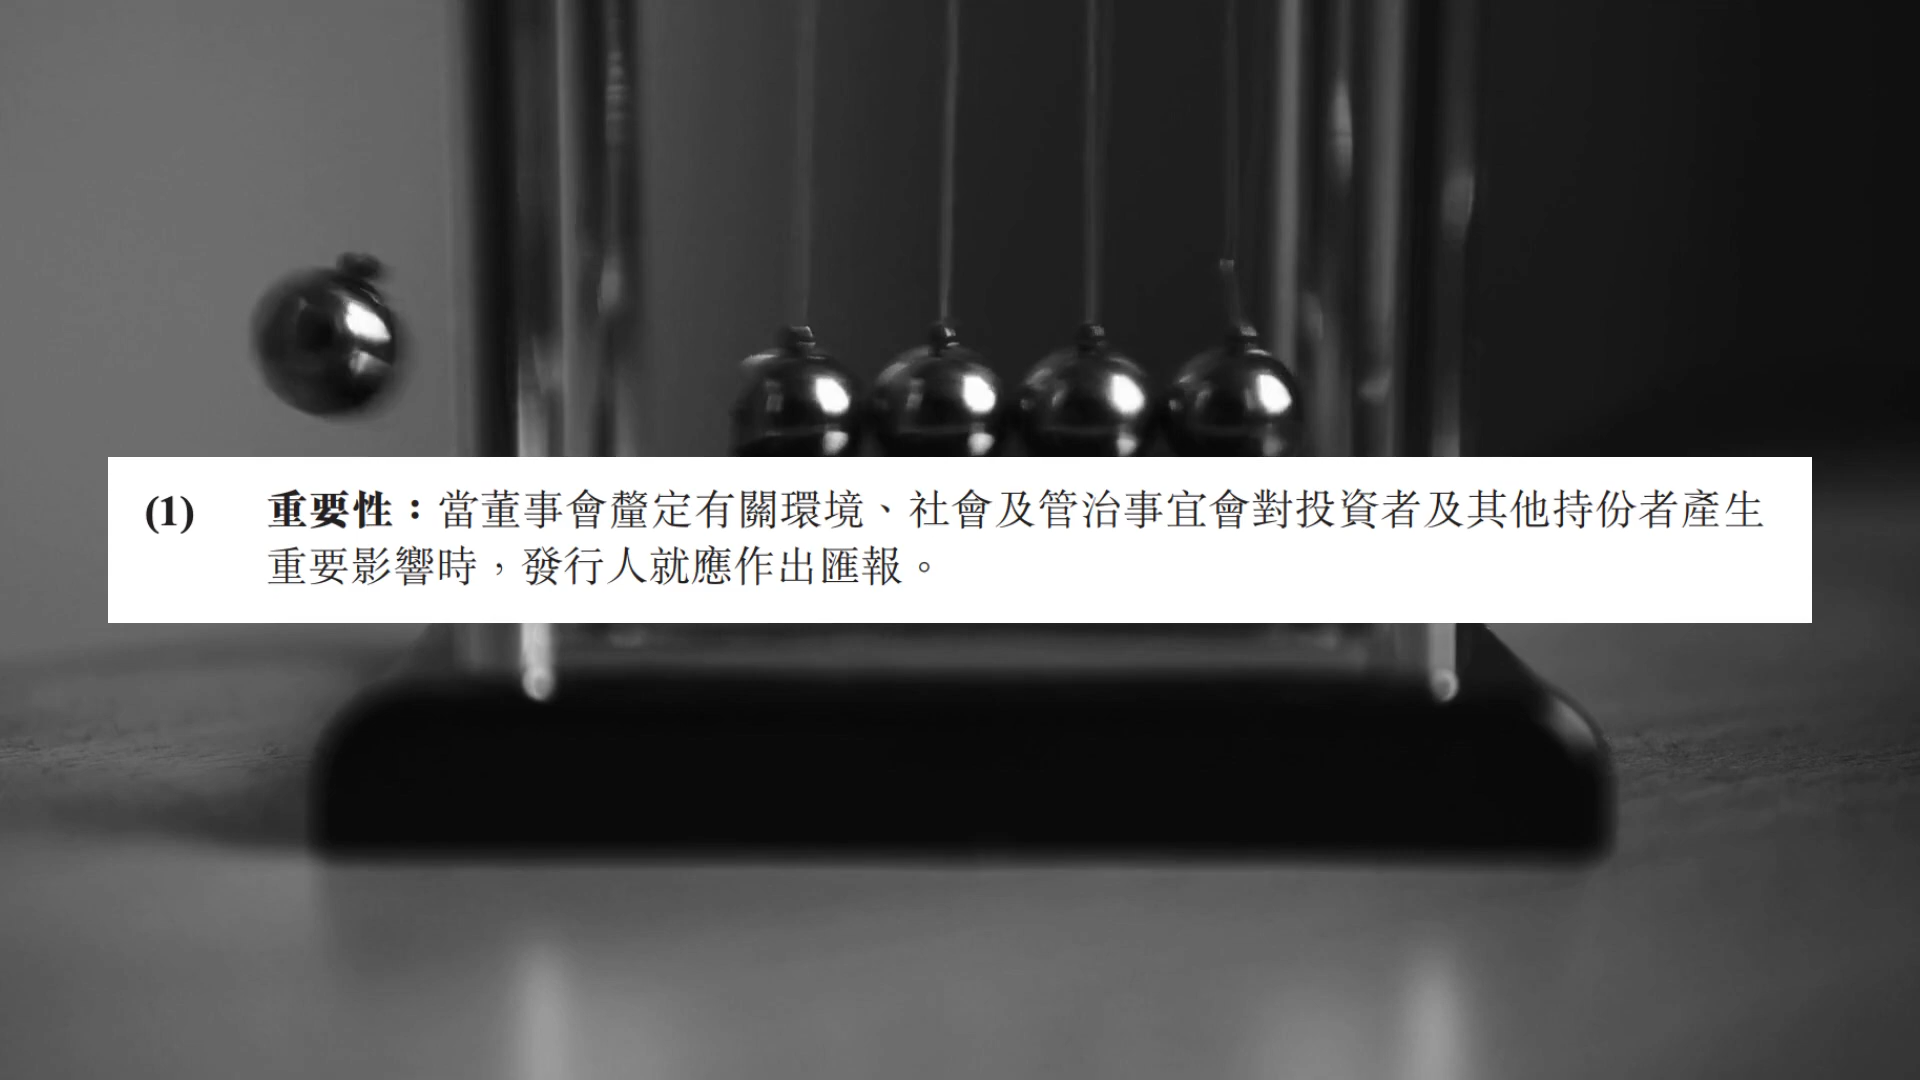 (1) 重要性：當董事會釐定有關環境、社會及管治事宜會對投資者及其他持份者產生
重要影響時，發行人就應作出匯報。